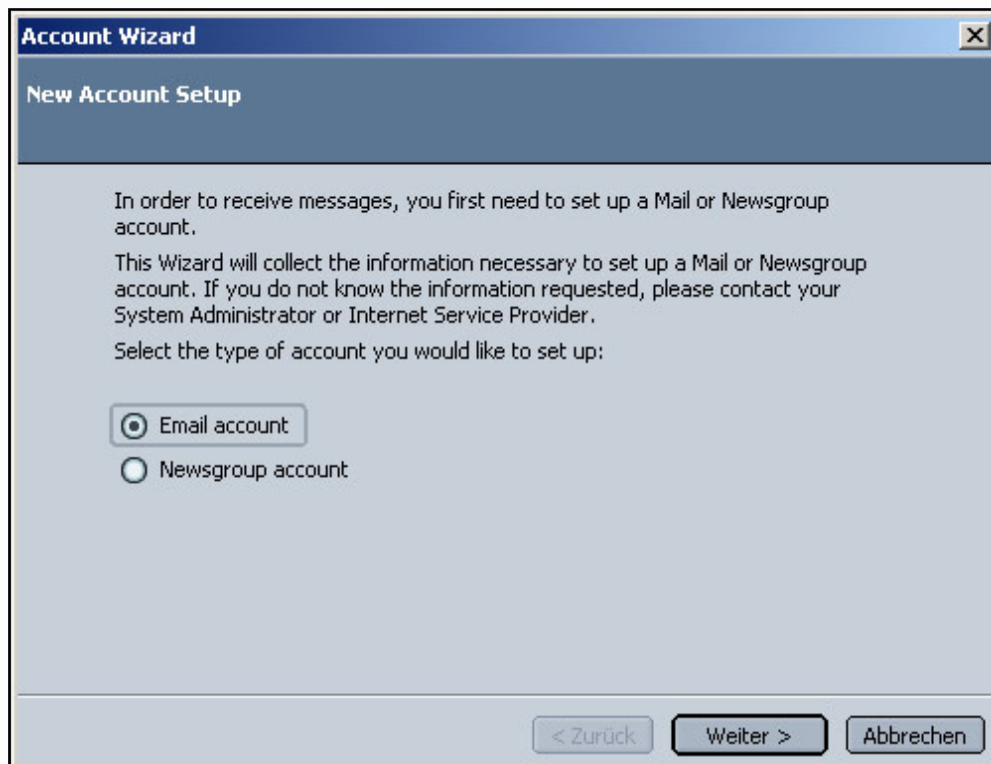 Account Wizard
New Account Setup
In order to receive messages, you first need to set up a Mail or Newsgroup
account.
This Wizard will collect the information necessary to set up a Mail or Newsgroup
account. If you do not know the information requested, please contact your
System Administrator or Internet Service Provider.
Select the type of account you would like to set up:
Email account
Newsgroup account
< Zurück Weiter > Abbrechen